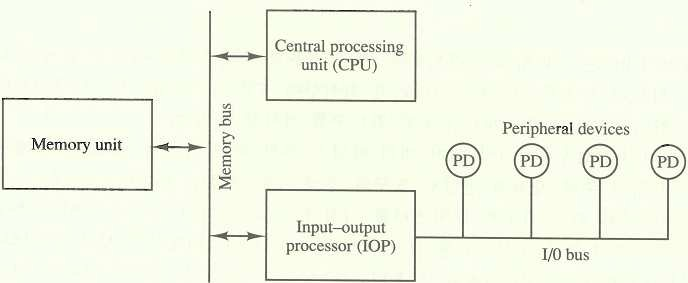 Central processing
unit (CPU)
Memory unit
Memory bus
Peripheral devices
PD
PD
PD
PD
Input–output
processor (IOP)
I/0 bus